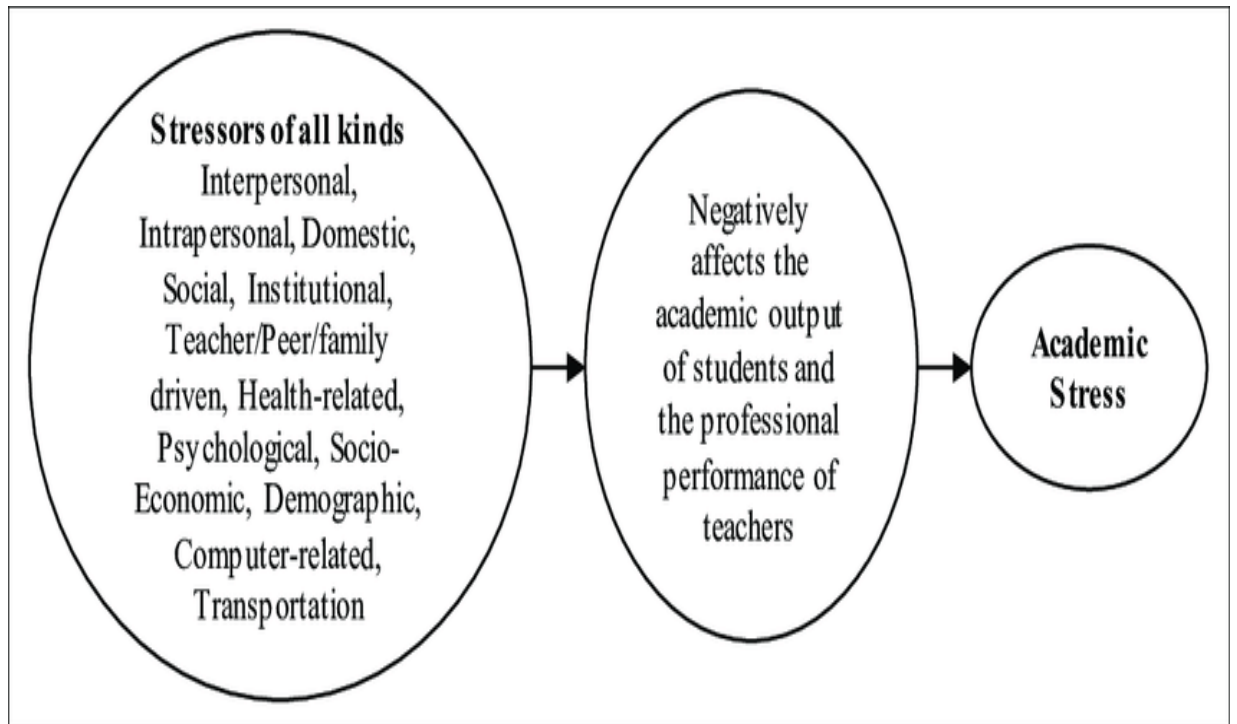 Stressors of all kinds
Interpersonal,
Intrapersonal, Domestic,
Social, Institutional,
Teacher/Peer/family
driven, Health-related,
Psychological, Socio-
Economic, Demographic,
Computer-related,
Transportation
Negatively
affects the
academic output
of students and
the professional
performance of
teachers
Academic
Stress